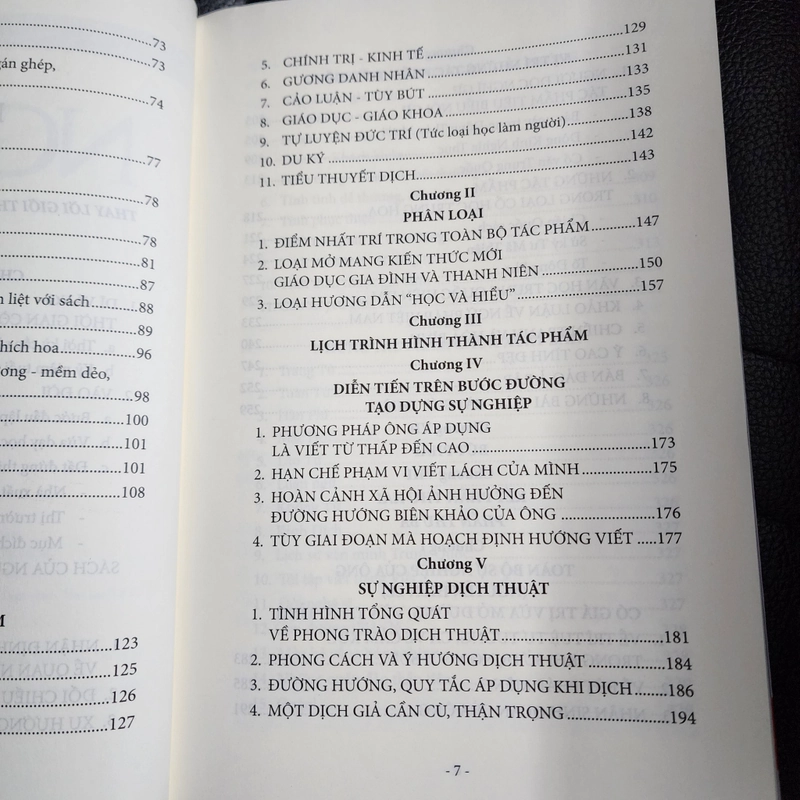 73
gán ghép,
73
74
77
78
78
81
87
n liệt với sách
88
89
hích hoa 96
ơng - mềm dẻo,
98
100
101
101
108
M
123
125
126
127
129
5. CHÍNH TRỊ - KINH TẾ 131
6. GƯƠNG DANH NHÂN 133
7. CẢO LUẬN - TÙY BÚT 135
8. GIÁO DỤC - GIÁO KHOA 138
9. TỰ LUYỆN ĐỨC TRÍ (Tức loại học làm người) 142
10. DU KÝ 143
11. TIỂU THUYẾT DỊCH
Chương II
PHÂN LOẠI
1. ĐIỂM NHẤT TRÍ TRONG TOÀN BỘ TÁC PHẨM 147
2. LOẠI MỞ MANG KIẾN THỨC MỚI
GIÁO DỤC GIA ĐÌNH VÀ THANH NIÊN 150
3. LOẠI HƯỚNG DẪN “HỌC VÀ HIỂU” 157
Chương III
LỊCH TRÌNH HÌNH THÀNH TÁC PHẨM
Chương IV
DIỄN TIẾN TRÊN BƯỚC ĐƯỜNG
TẠO DỰNG SỰ NGHIỆP
1. PHƯƠNG PHÁP ÔNG ÁP DỤNG
LÀ VIẾT TỪ THẤP ĐẾN CAO 173
2. HẠN CHẾ PHẠM VI VIẾT LÁCH CỦA MÌNH 175
3. HOÀN CẢNH XÃ HỘI ẢNH HƯỞNG ĐẾN
ĐƯỜNG HƯỚNG BIÊN KHẢO CỦA ÔNG 176
4. TÙY GIAI ĐOẠN MÀ HOẠCH ĐỊNH HƯỚNG VIẾT 177
Chương V
SỰ NGHIỆP DỊCH THUẬT
1. TÌNH HÌNH TỔNG QUÁT
VỀ PHONG TRÀO DỊCH THUẬT 181
2. PHONG CÁCH VÀ Ý HƯỚNG DỊCH THUẬT 184
3. ĐƯỜNG HƯỚNG, QUY TẮC ÁP DỤNG KHI DỊCH 186
4. MỘT DỊCH GIẢ CẦN CÙ, THẬN TRỌNG 194
- 7 -